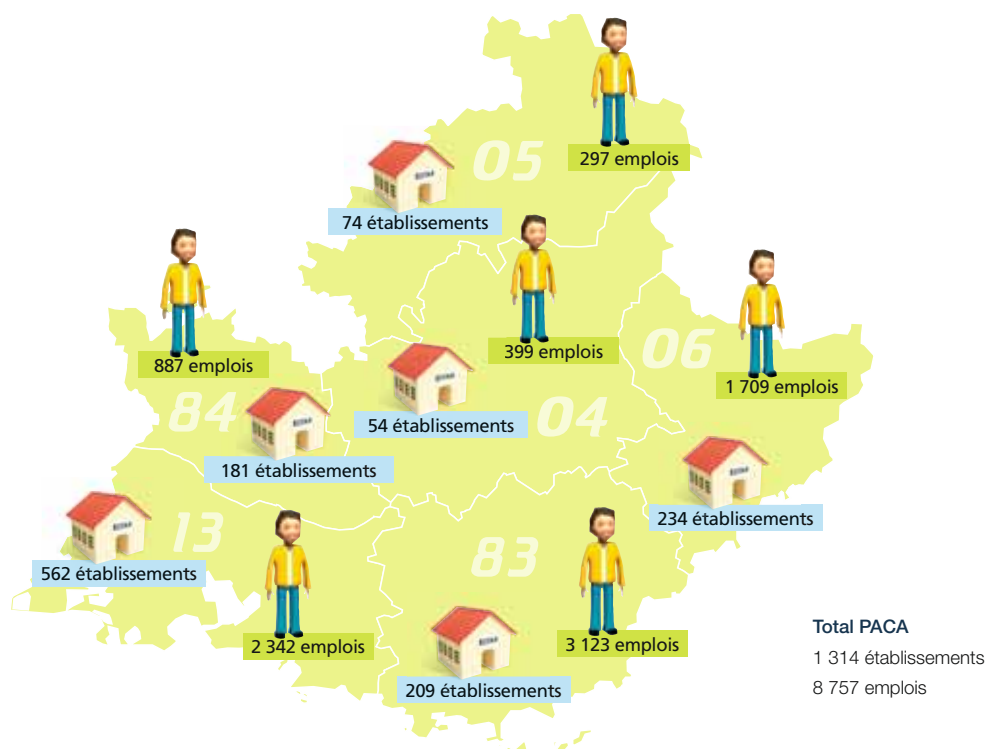 05
297 emplois
74 établissements
887 emplois
399 emplois
06
1 709 emplois
84
54 établissements
04
181 établissements
234 établissements
13
83
562 établissements
2 342 emplois
3 123 emplois
209 établissements
Total PACA
1 314 établissements
8 757 emplois